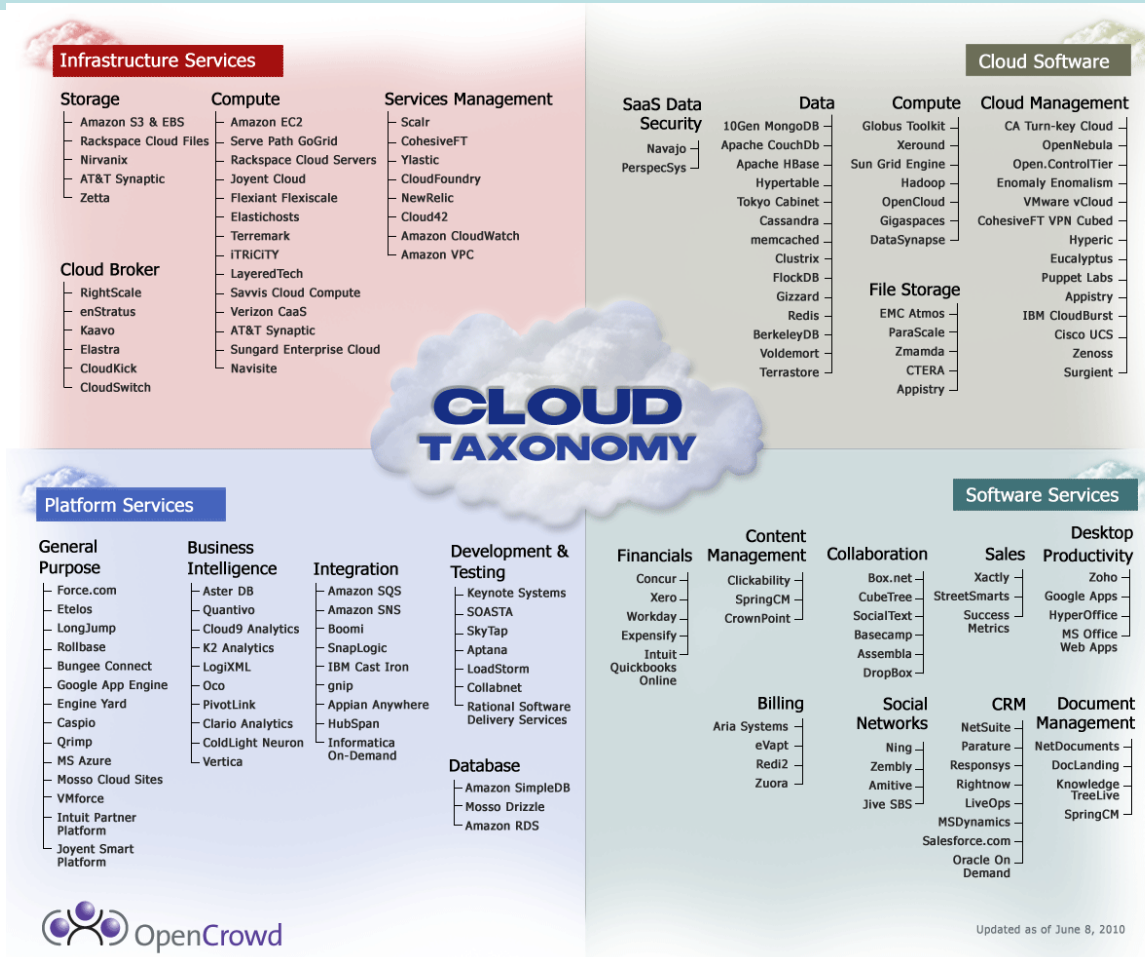 Infrastructure Services
Storage
Amazon S3 & EBS
Rackspace Cloud Files
Nirvanix
AT&T Synaptic
Zetta
Cloud Broker
RightScale
enStratus
Kaavo
Elastra
CloudKick
CloudSwitch
Compute
Amazon EC2
Serve Path GoGrid
Rackspace Cloud Servers
Joyent Cloud
Flexiant Flexiscale
Elastichosts
Terremark
iTRiCiTY
LayeredTech
Savvis Cloud Compute
Verizon CaaS
AT&T Synaptic
Sungard Enterprise Cloud
Navisite
Services Management
Scalr
CohesiveFT
Ylastic
CloudFoundry
NewRelic
Cloud42
Amazon CloudWatch
Amazon VPC
Cloud Software
SaaS Data
Security
Navajo
PerspecSys
Data
10Gen MongoDB
Apache CouchDb
Apache HBase
Hypertable
Tokyo Cabinet
Cassandra
memcached
Clustrix
FlockDB
Gizzard
Redis
BerkeleyDB
Voldemort
Terrastore
Compute
Globus Toolkit
Xeround
Sun Grid Engine
Hadoop
OpenCloud
Gigaspaces
DataSynapse
File Storage
EMC Atmos
ParaScale
Zmamda
CTERA
Appistry
Cloud Management
CA Turn-key Cloud
OpenNebula
Open.ControlTier
Enomaly Enomalism
VMware vCloud
CohesiveFT VPN Cubed
Hyperic
Eucalyptus
Puppet Labs
Appistry
IBM CloudBurst
Cisco UCS
Zenoss
Surgient
CLOUD
TAXONOMY
Platform Services
General
Purpose
Force.com
Etelos
LongJump
Rollbase
Bungee Connect
Google App Engine
Engine Yard
Caspio
Qrimp
MS Azure
Mosso Cloud Sites
VMforce
Intuit Partner
Platform
Joyent Smart
Platform
Business
Intelligence
Aster DB
Quantivo
Cloud9 Analytics
K2 Analytics
LogiXML
Oco
PivotLink
Clario Analytics
ColdLight Neuron
Vertica
Integration
Amazon SQS
Amazon SNS
Boomi
SnapLogic
IBM Cast Iron
gnip
Appian Anywhere
HubSpan
Informatica
On-Demand
Development &
Testing
Keynote Systems
SOASTA
SkyTap
Aptana
LoadStorm
Collabnet
Rational Software
Delivery Services
Database
Amazon SimpleDB
Mosso Drizzle
Amazon RDS
Software Services
Financials
Concur
Xero
Workday
Expensify
Intuit
Quickbooks
Online
Content
Management
Clickability
SpringCM
CrownPoint
Collaboration
Box.net
CubeTree
SocialText
Basecamp
Assembla
DropBox
Sales
Xactly
StreetSmarts
Success
Metrics
Desktop
Productivity
Zoho
Google Apps
HyperOffice
MS Office
Web Apps
Billing
Aria Systems
eVapt
Redi2
Zuora
Social
Networks
Ning
Zembly
Amitive
Jive SBS
CRM
NetSuite
Parature
Responsys
Rightnow
LiveOps
MSDynamics
Salesforce.com
Oracle On
Demand
Document
Management
NetDocuments
DocLanding
Knowledge
TreeLive
SpringCM
OpenCrowd
Updated as of June 8, 2010